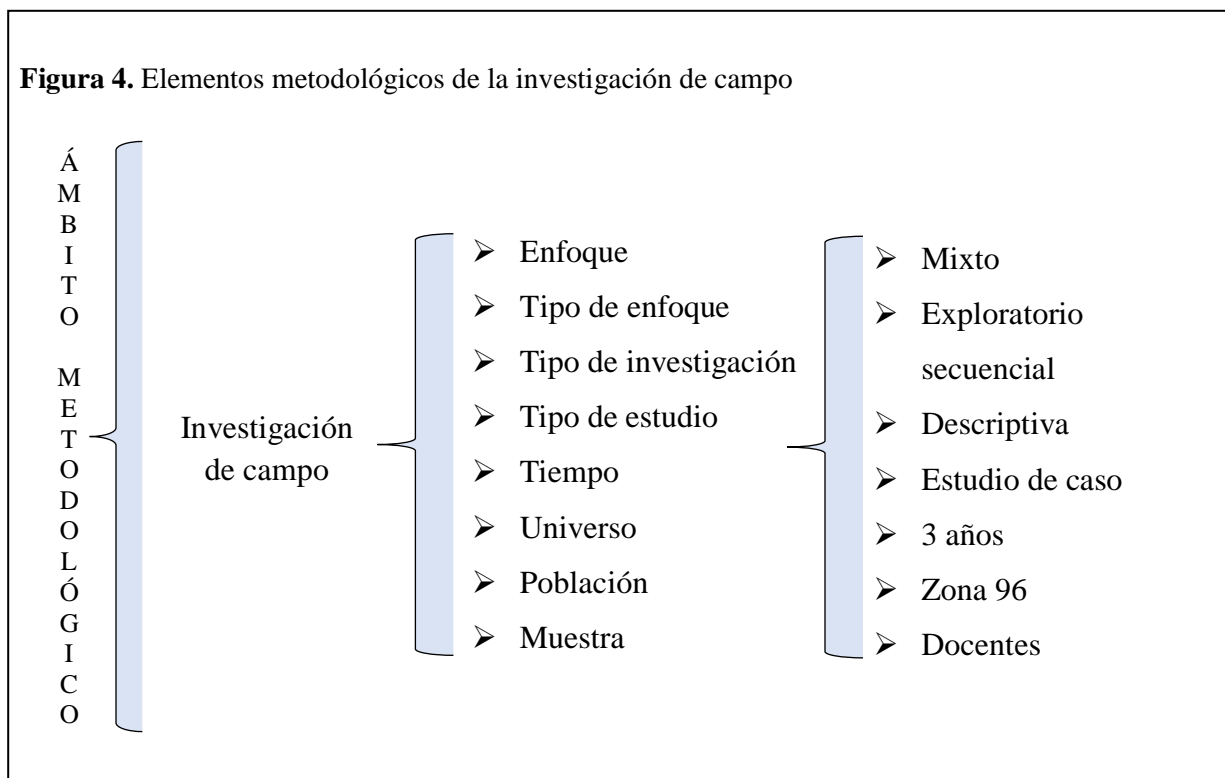 Figura 4. Elementos metodológicos de la investigación de campo
ÁMBITO METODOLÓGICO
Investigación
de campo
➢ Enfoque
➢ Tipo de enfoque
➢ Tipo de investigación
➢ Tipo de estudio
➢ Tiempo
➢ Universo
➢ Población
➢ Muestra
➢ Mixto
➢ Exploratorio
secuencial
➢ Descriptiva
➢ Estudio de caso
➢ 3 años
➢ Zona 96
➢ Docentes